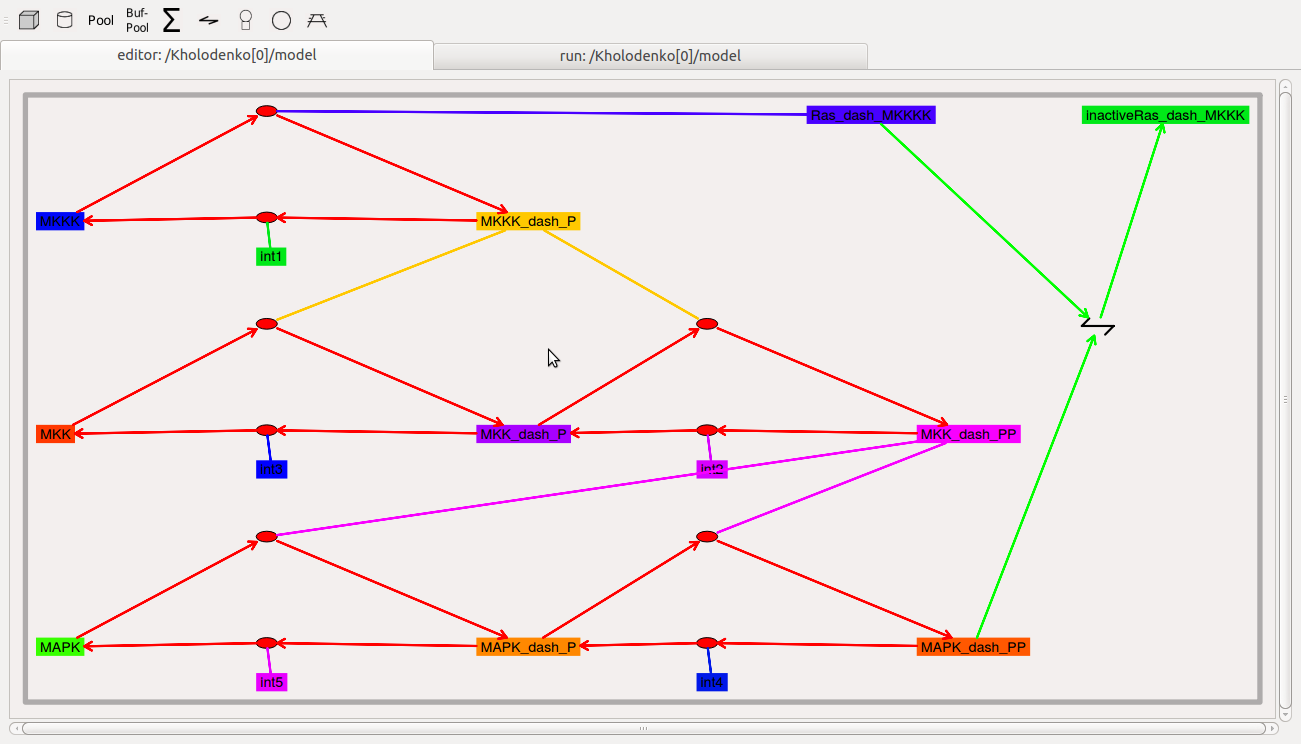 Pool
Buf-
Pool
Σ
editor: /Kholodenko[0]/model
run: /Kholodenko[0]/model
Ras_dash_MKKKK
inactiveRas_dash_MKKK
MKKK
MKKK_dash_P
int1
MKK
MKK_dash_P
MKK_dash_PP
int3
int2
MAPK
MAPK_dash_P
MAPK_dash_PP
int5
int4